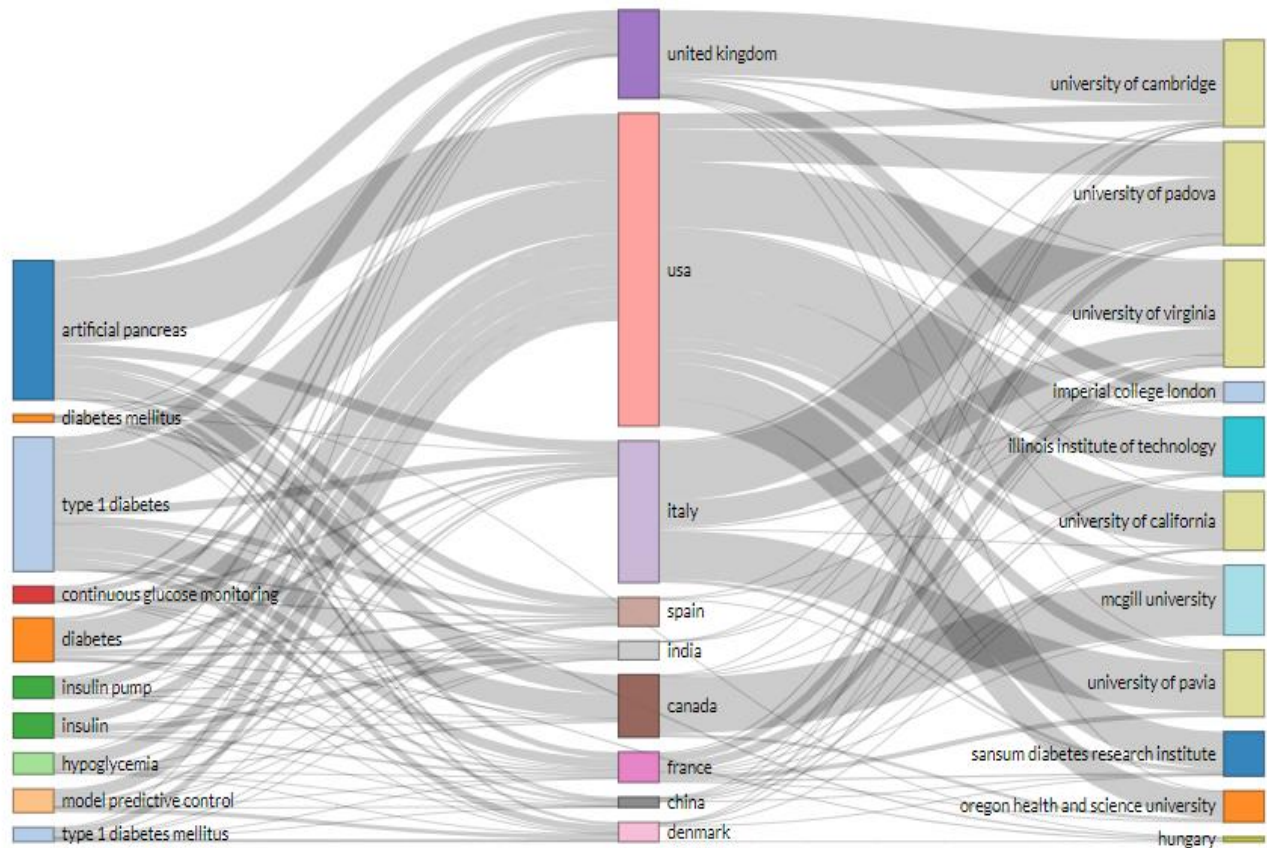 artificial pancreas
diabetes mellitus
type 1 diabetes
continuous glucose monitoring
diabetes
insulin pump
insulin
hypoglycemia
model predictive control
type 1 diabetes mellitus
united kingdom
usa
italy
spain
india
canada
france
china
denmark
university of cambridge
university of padova
university of virginia
imperial college london
illinois institute of technology
university of california
mcgill university
university of pavia
sansum diabetes research institute
oregon health and science university
hungary